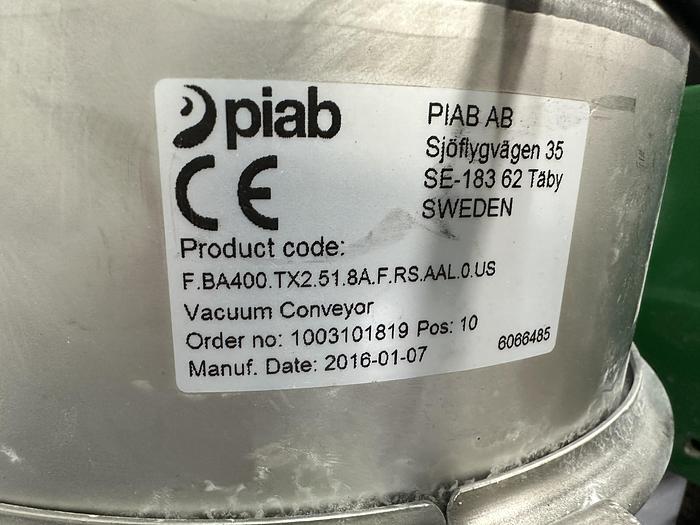 piab
PIAB AB
Sjöflygvägen 35
SE-183 62 Täby
SWEDEN
CE
Product code:
F.BA400.TX2.51.8A.F.RS.AAL.0.US
Vacuum Conveyor
Order no: 1003101819 Pos: 10
Manuf. Date: 2016-01-07
6066485